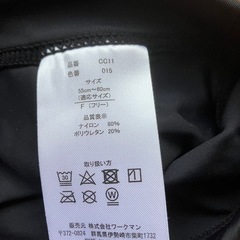 品番 CC11
色番 015
サイズ
55cm〜60cm
(適応サイズ)
F (フリー)
品質表示
ナイロン 80%
ポリウレタン 20%
取り扱い方
販売元 株式会社ワークマン
〒372-0824 群馬県伊勢崎市柴町1732